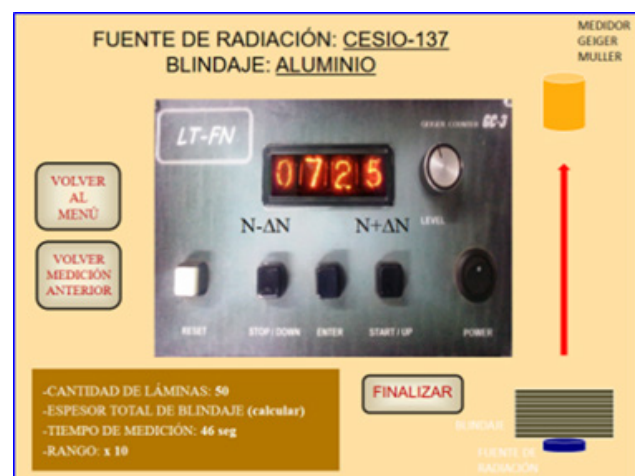 FUENTE DE RADIACIÓN: CESIO-137
BLINDAJE: ALUMINIO
MEDIDOR
GEIGER
MULLER
LT-FN
GEIGER COUNTER GC-3
0725
LEVEL
N-ΔN N+ΔN
RESET STOP / DOWN ENTER START / UP POWER
VOLVER
AL
MENÚ
VOLVER
MEDICIÓN
ANTERIOR
-CANTIDAD DE LÁMINAS: 50
-ESPESOR TOTAL DE BLINDAJE (calcular)
-TIEMPO DE MEDICIÓN: 46 seg
-RANGO: x 10
FINALIZAR
BLINDAJE
FUENTE DE
RADIACIÓN